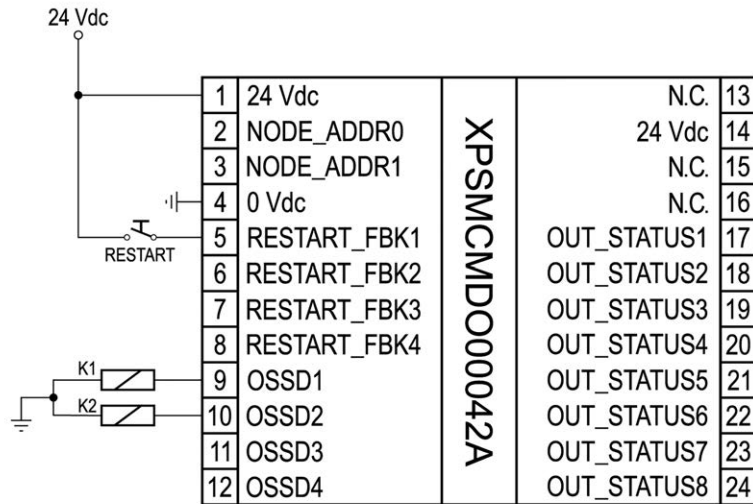 24 Vdc
1 24 Vdc N.C. 13
2 NODE_ADDR0 24 Vdc 14
3 NODE_ADDR1 N.C. 15
4 0 Vdc N.C. 16
RESTART
5 RESTART_FBK1 OUT_STATUS1 17
6 RESTART_FBK2 OUT_STATUS2 18
7 RESTART_FBK3 OUT_STATUS3 19
8 RESTART_FBK4 OUT_STATUS4 20
K1
9 OSSD1 OUT_STATUS5 21
K2
10 OSSD2 OUT_STATUS6 22
11 OSSD3 OUT_STATUS7 23
12 OSSD4 OUT_STATUS8 24
XPSMCMDO00042A